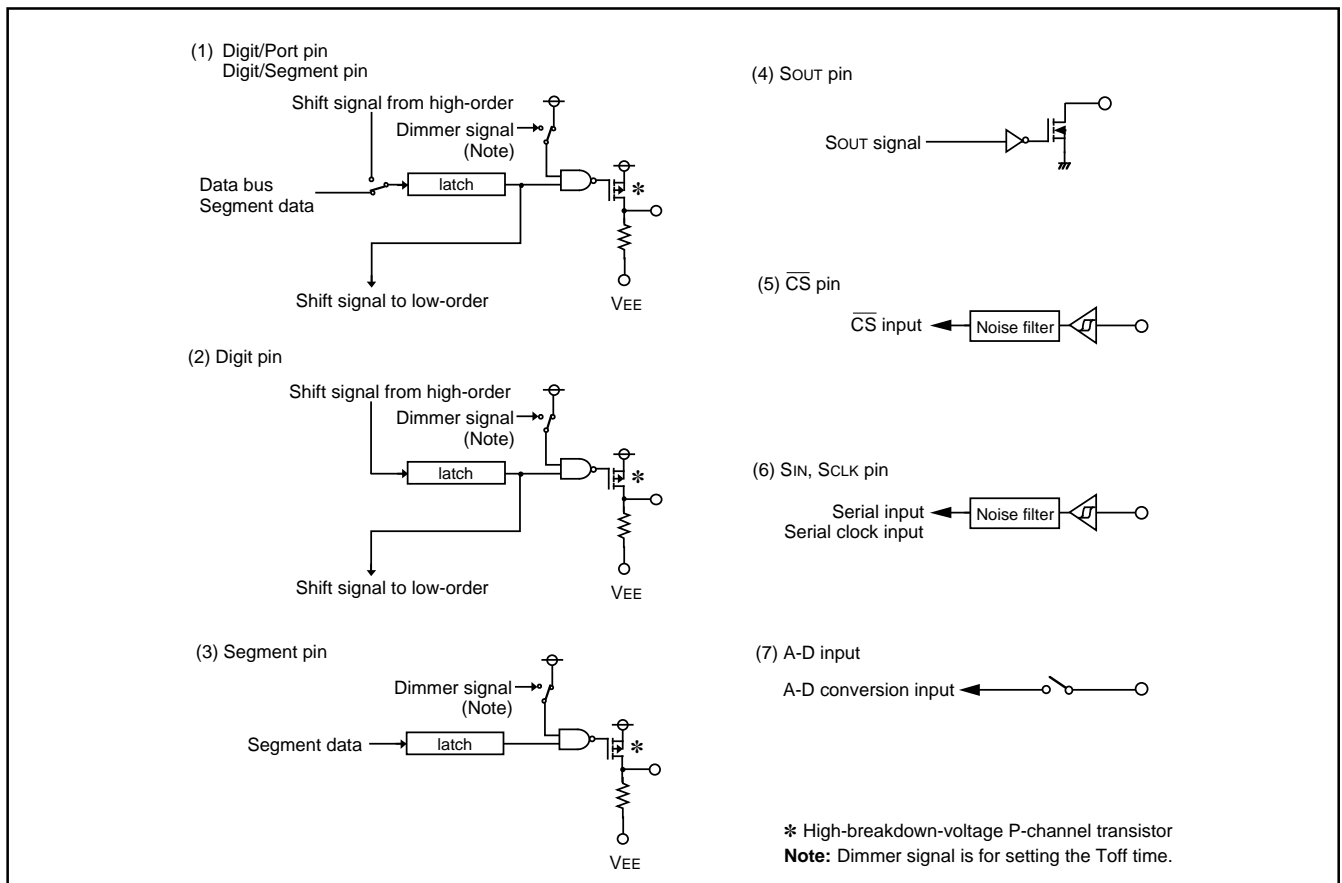 (1) Digit/Port pin
Digit/Segment pin
Shift signal from high-order
Dimmer signal
(Note)
Data bus
Segment data
latch
*
Shift signal to low-order
VEE
(2) Digit pin
Shift signal from high-order
Dimmer signal
(Note)
latch
*
Shift signal to low-order
VEE
(3) Segment pin
Dimmer signal
(Note)
Segment data
latch
*
VEE
(4) SOUT pin
SOUT signal
(5) C̅S̅ pin
C̅S̅ input
Noise filter
(6) SIN, SCLK pin
Serial input
Serial clock input
Noise filter
(7) A-D input
A-D conversion input
* High-breakdown-voltage P-channel transistor
Note: Dimmer signal is for setting the Toff time.